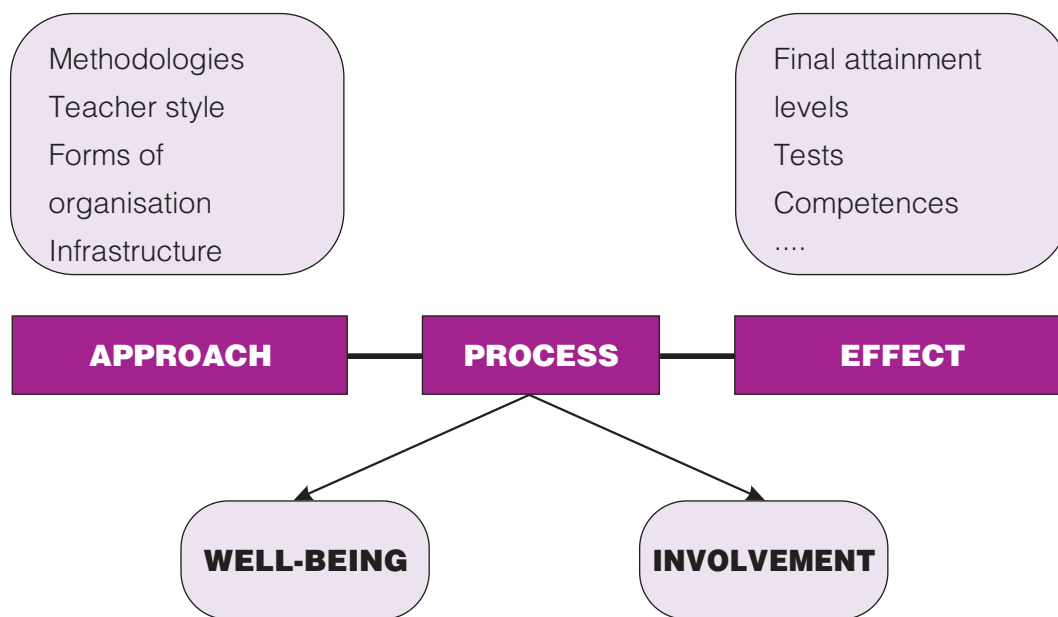 Methodologies
Teacher style
Forms of
organisation
Infrastructure
Final attainment
levels
Tests
Competences
....
APPROACH
PROCESS
EFFECT
WELL-BEING
INVOLVEMENT